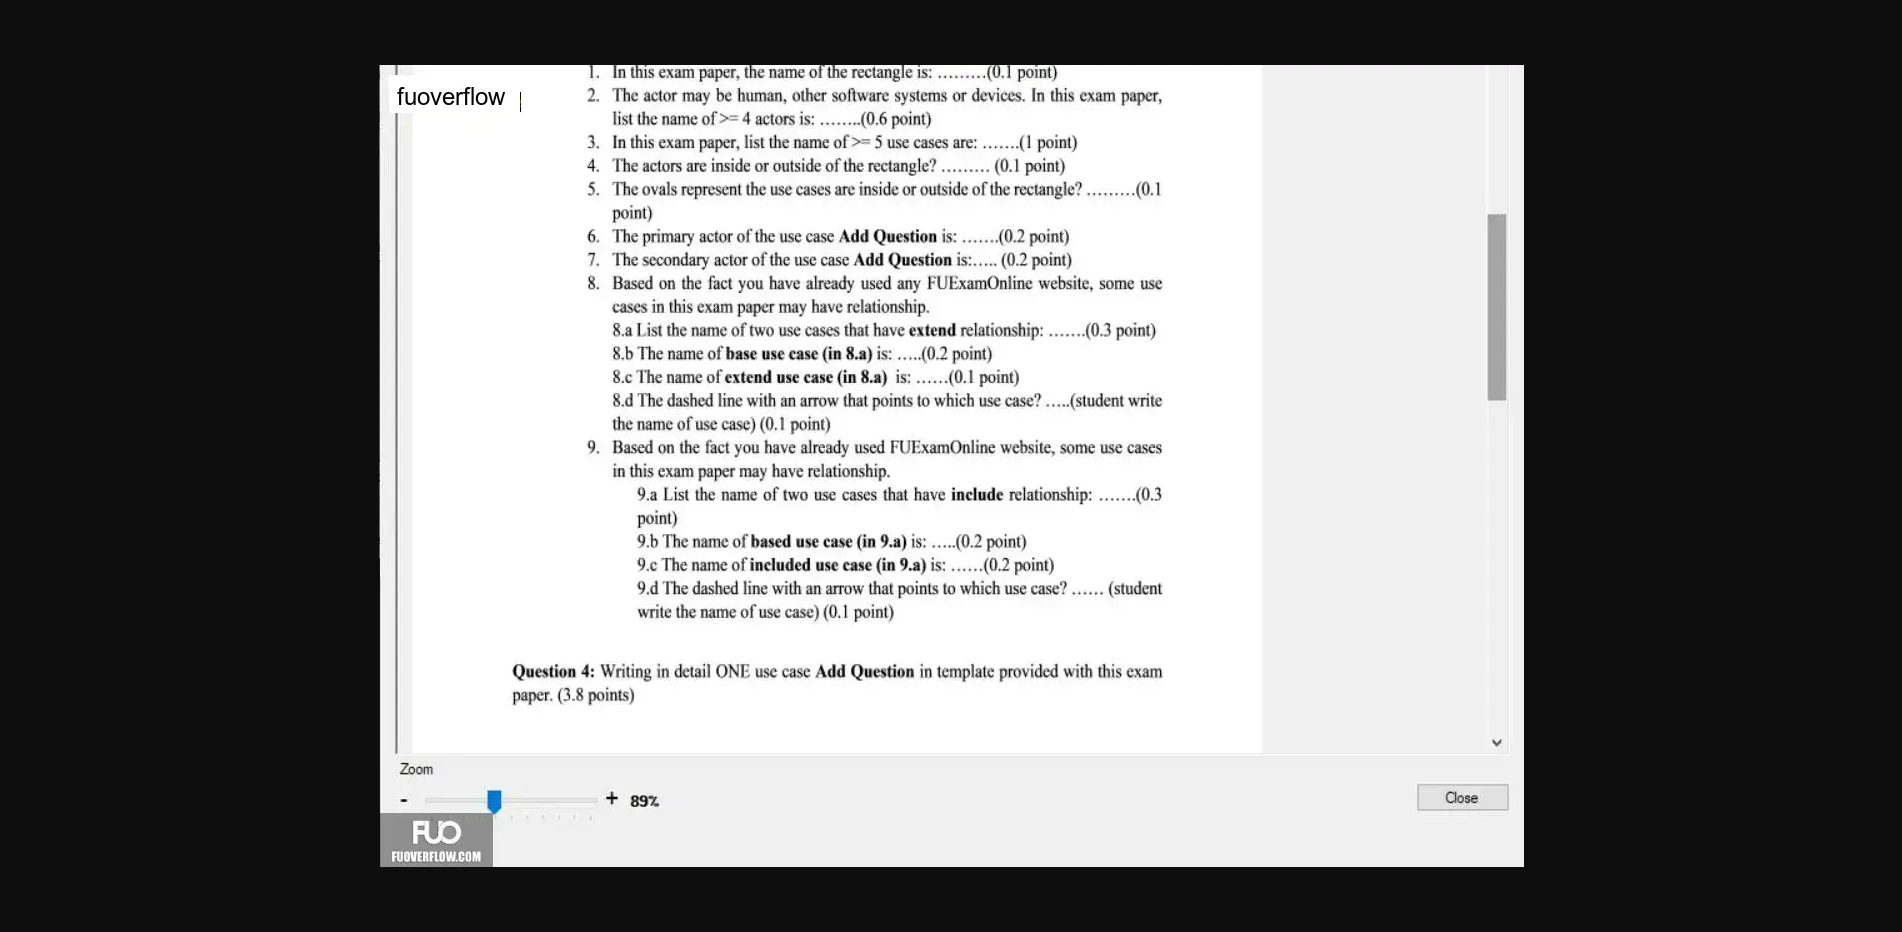 fuoverflow
1. In this exam paper, the name of the rectangle is: .........(0.1 point)
2. The actor may be human, other software systems or devices. In this exam paper,
list the name of >= 4 actors is: ........(0.6 point)
3. In this exam paper, list the name of >= 5 use cases are: .......(1 point)
4. The actors are inside or outside of the rectangle? ......... (0.1 point)
5. The ovals represent the use cases are inside or outside of the rectangle? .........(0.1
point)
6. The primary actor of the use case Add Question is: .......(0.2 point)
7. The secondary actor of the use case Add Question is:..... (0.2 point)
8. Based on the fact you have already used any FUExamOnline website, some use
cases in this exam paper may have relationship.
8.a List the name of two use cases that have extend relationship: .......(0.3 point)
8.b The name of base use case (in 8.a) is: .....(0.2 point)
8.c The name of extend use case (in 8.a) is: ......(0.1 point)
8.d The dashed line with an arrow that points to which use case? .....(student write
the name of use case) (0.1 point)
9. Based on the fact you have already used FUExamOnline website, some use cases
in this exam paper may have relationship.
9.a List the name of two use cases that have include relationship: .......(0.3
point)
9.b The name of based use case (in 9.a) is: .....(0.2 point)
9.c The name of included use case (in 9.a) is: ......(0.2 point)
9.d The dashed line with an arrow that points to which use case? ...... (student
write the name of use case) (0.1 point)
Question 4: Writing in detail ONE use case Add Question in template provided with this exam
paper. (3.8 points)
Zoom
- + 89%
Close
FUO
FUOVERFLOW.COM